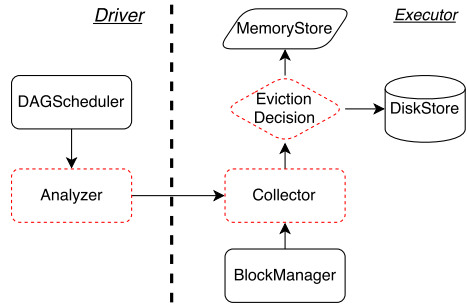 Driver
Executor
MemoryStore
DAGScheduler
Eviction
Decision
DiskStore
Analyzer
Collector
BlockManager